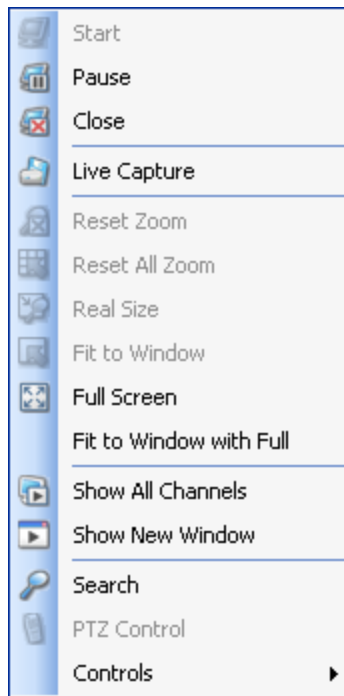 Start
Pause
Close
Live Capture
Reset Zoom
Reset All Zoom
Real Size
Fit to Window
Full Screen
Fit to Window with Full
Show All Channels
Show New Window
Search
PTZ Control
Controls